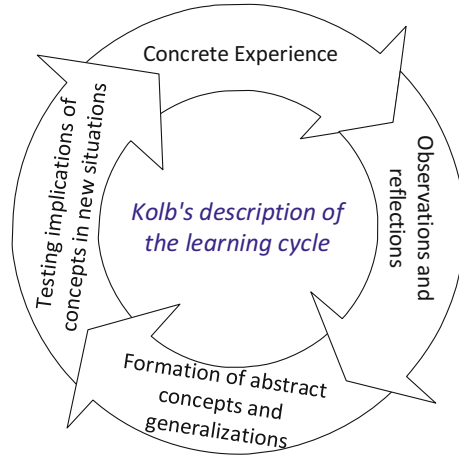 Concrete Experience
Observations and
reflections
Formation of abstract
concepts and
generalizations
Testing implications of
concepts in new situations
Kolb's description of
the learning cycle